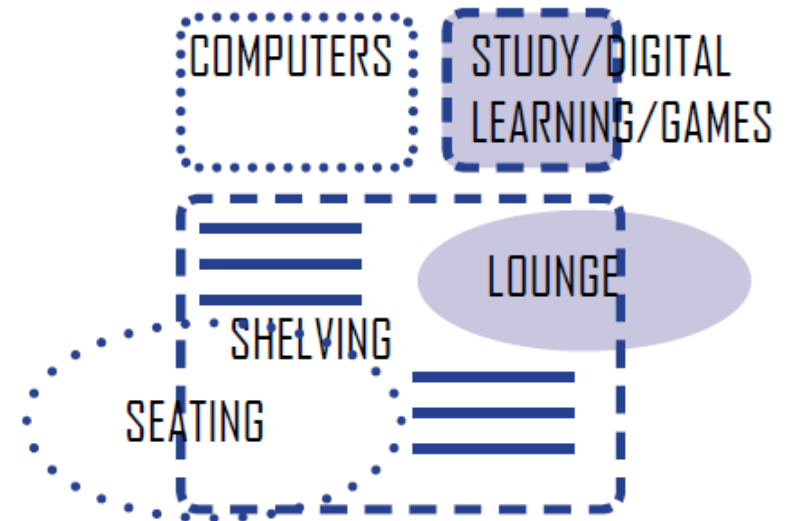 COMPUTERS
STUDY/DIGITAL
LEARNING/GAMES
LOUNGE
SHELVING
SEATING